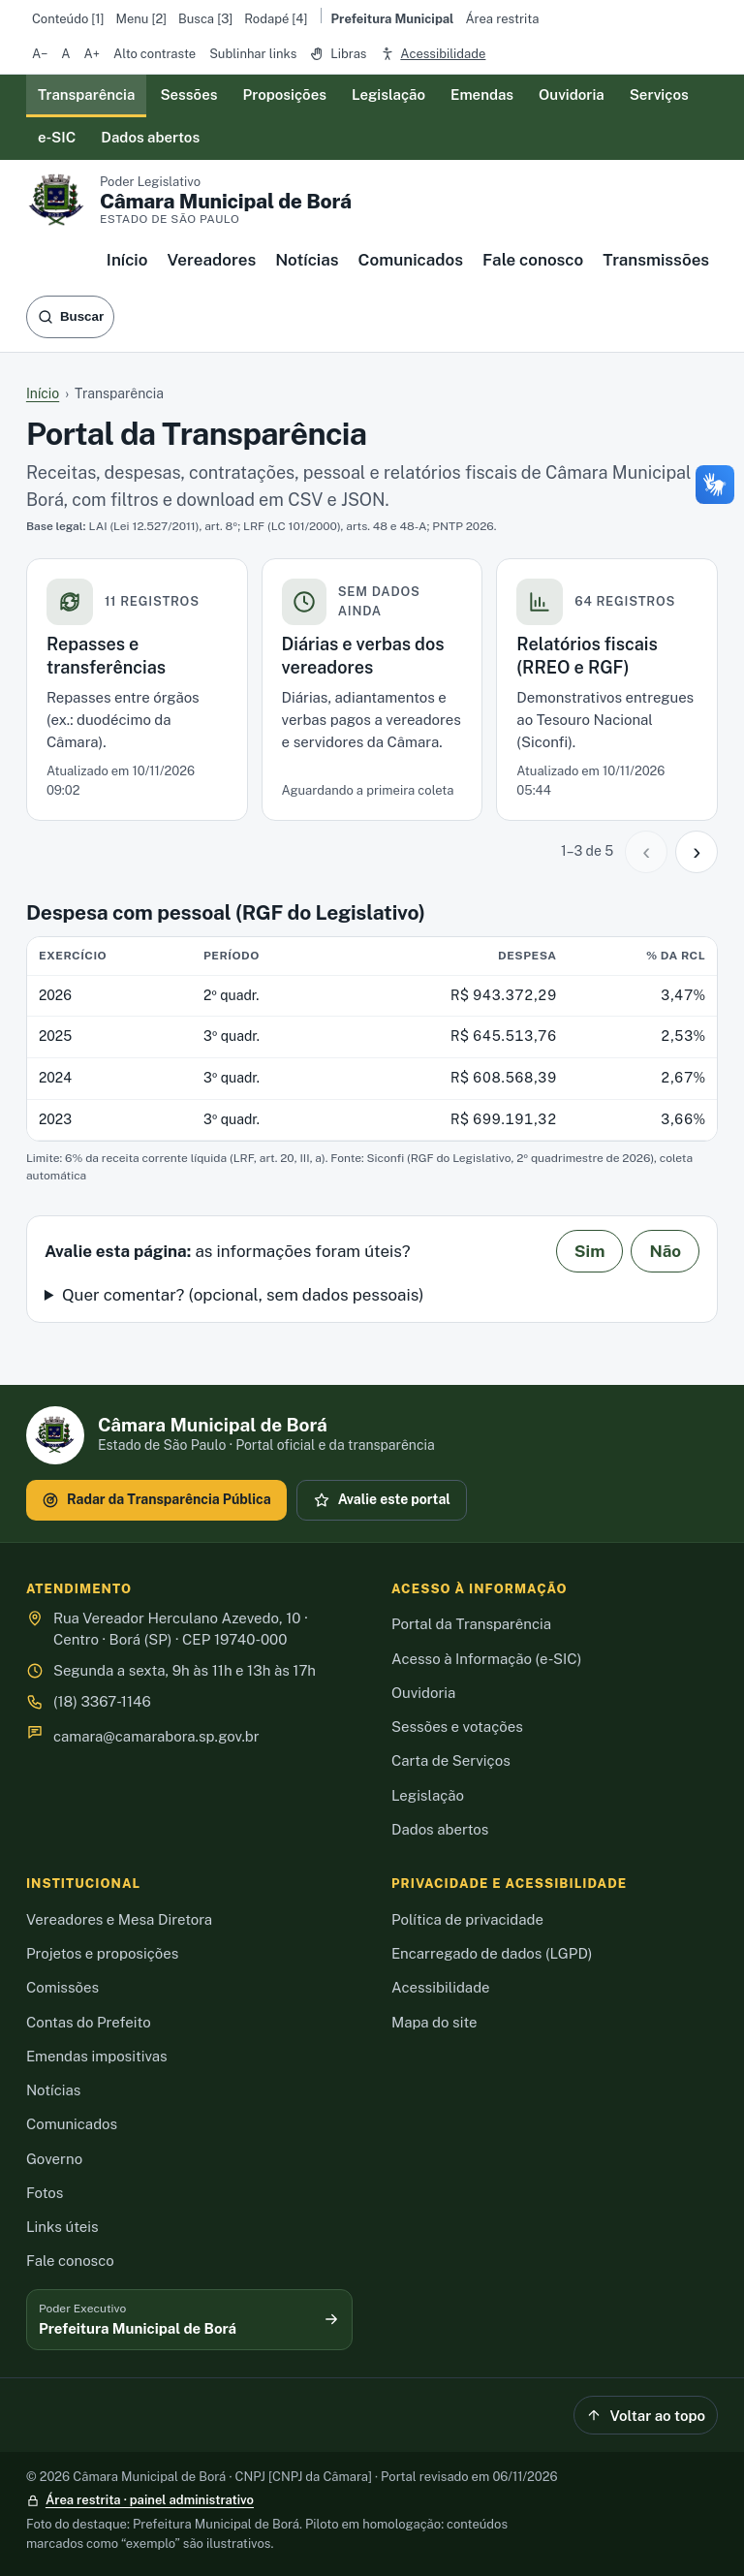 Conteúdo [1] Menu [2] Busca [3] Rodapé [4] Prefeitura Municipal Área restrita
A− A A+ Alto contraste Sublinhar links Libras Acessibilidade
Transparência Sessões Proposições Legislação Emendas Ouvidoria Serviços
e-SIC Dados abertos
Poder Legislativo
Câmara Municipal de Borá
ESTADO DE SÃO PAULO
Início Vereadores Notícias Comunicados Fale conosco Transmissões
Buscar
Início › Transparência
Portal da Transparência
Receitas, despesas, contratações, pessoal e relatórios fiscais de Câmara Municipal
Borá, com filtros e download em CSV e JSON.
Base legal: LAI (Lei 12.527/2011), art. 8º; LRF (LC 101/2000), arts. 48 e 48-A; PNTP 2026.
11 REGISTROS
Repasses e
transferências
Repasses entre órgãos
(ex.: duodécimo da
Câmara).
Atualizado em 10/11/2026
09:02
SEM DADOS
AINDA
Diárias e verbas dos
vereadores
Diárias, adiantamentos e
verbas pagos a vereadores
e servidores da Câmara.
Aguardando a primeira coleta
64 REGISTROS
Relatórios fiscais
(RREO e RGF)
Demonstrativos entregues
ao Tesouro Nacional
(Siconfi).
Atualizado em 10/11/2026
05:44
1–3 de 5 ‹ ›
Despesa com pessoal (RGF do Legislativo)
EXERCÍCIO PERÍODO DESPESA % DA RCL
2026 2º quadr. R$ 943.372,29 3,47%
2025 3º quadr. R$ 645.513,76 2,53%
2024 3º quadr. R$ 608.568,39 2,67%
2023 3º quadr. R$ 699.191,32 3,66%
Limite: 6% da receita corrente líquida (LRF, art. 20, III, a). Fonte: Siconfi (RGF do Legislativo, 2º quadrimestre de 2026), coleta
automática
Avalie esta página: as informações foram úteis? Sim Não
Quer comentar? (opcional, sem dados pessoais)
Câmara Municipal de Borá
Estado de São Paulo · Portal oficial e da transparência
Radar da Transparência Pública Avalie este portal
ATENDIMENTO
Rua Vereador Herculano Azevedo, 10 ·
Centro · Borá (SP) · CEP 19740-000
Segunda a sexta, 9h às 11h e 13h às 17h
(18) 3367-1146
camara@camarabora.sp.gov.br
ACESSO À INFORMAÇÃO
Portal da Transparência
Acesso à Informação (e-SIC)
Ouvidoria
Sessões e votações
Carta de Serviços
Legislação
Dados abertos
INSTITUCIONAL
Vereadores e Mesa Diretora
Projetos e proposições
Comissões
Contas do Prefeito
Emendas impositivas
Notícias
Comunicados
Governo
Fotos
Links úteis
Fale conosco
Poder Executivo
Prefeitura Municipal de Borá
PRIVACIDADE E ACESSIBILIDADE
Política de privacidade
Encarregado de dados (LGPD)
Acessibilidade
Mapa do site
Voltar ao topo
© 2026 Câmara Municipal de Borá · CNPJ [CNPJ da Câmara] · Portal revisado em 06/11/2026
Área restrita · painel administrativo
Foto do destaque: Prefeitura Municipal de Borá. Piloto em homologação: conteúdos
marcados como “exemplo” são ilustrativos.